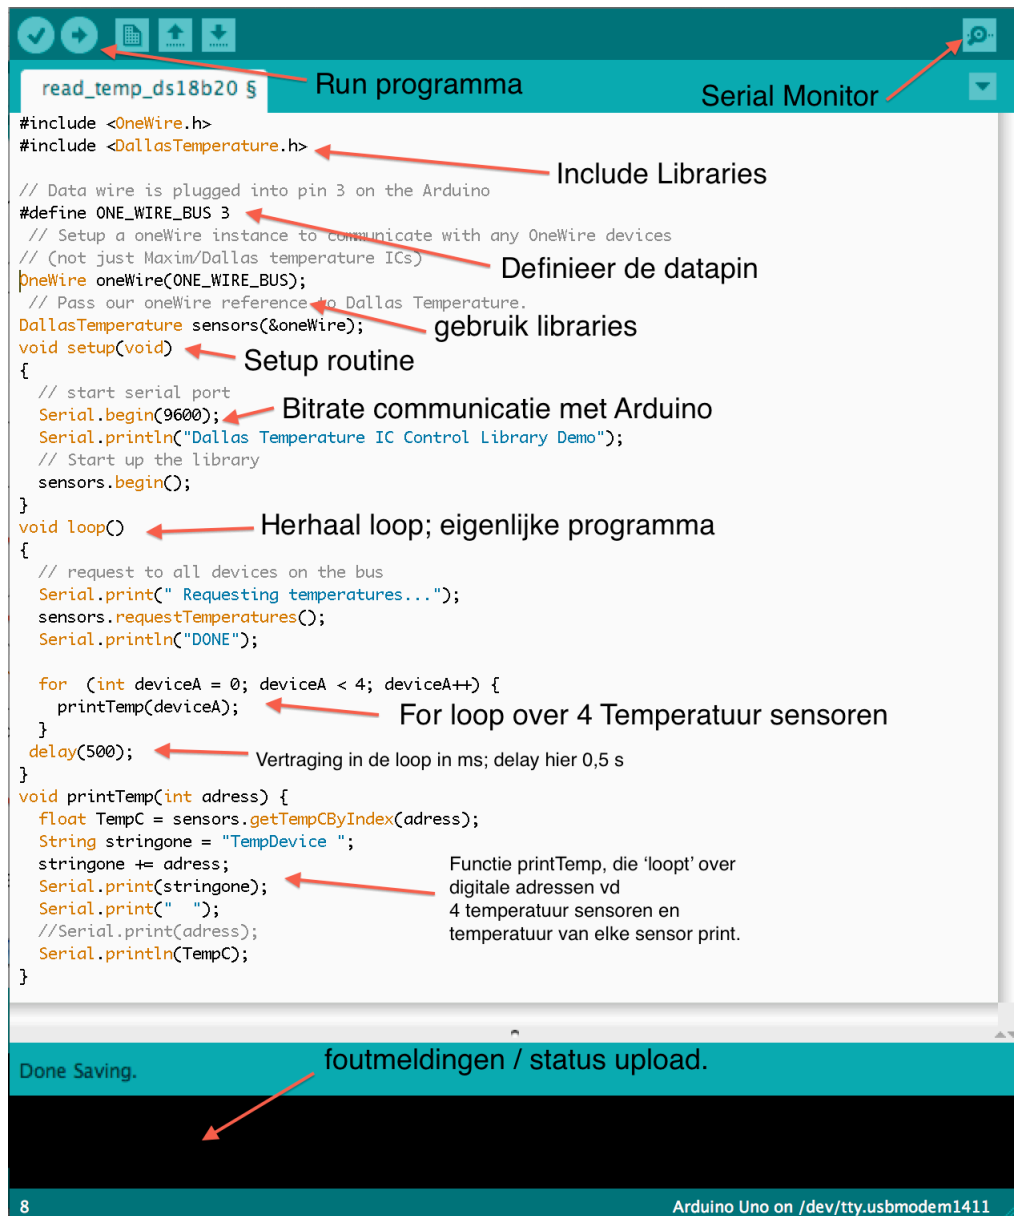 Run programma
Serial Monitor
read_temp_ds18b20 §
#include <OneWire.h>
#include <DallasTemperature.h>
Include Libraries
// Data wire is plugged into pin 3 on the Arduino
#define ONE_WIRE_BUS 3
// Setup a oneWire instance to communicate with any OneWire devices
// (not just Maxim/Dallas temperature ICs)
Definieer de datapin
OneWire oneWire(ONE_WIRE_BUS);
// Pass our oneWire reference to Dallas Temperature.
DallasTemperature sensors(&oneWire);
gebruik libraries
void setup(void)
Setup routine
{
// start serial port
Serial.begin(9600);
Bitrate communicatie met Arduino
Serial.println("Dallas Temperature IC Control Library Demo");
// Start up the library
sensors.begin();
}
void loop()
Herhaal loop; eigenlijke programma
{
// request to all devices on the bus
Serial.print(" Requesting temperatures...");
sensors.requestTemperatures();
Serial.println("DONE");
for  (int deviceA = 0; deviceA < 4; deviceA++) {
printTemp(deviceA);
For loop over 4 Temperatuur sensoren
}
delay(500);
Vertraging in de loop in ms; delay hier 0,5 s
}
void printTemp(int adress) {
float TempC = sensors.getTempCByIndex(adress);
String stringone = "TempDevice ";
stringone += adress;
Serial.print(stringone);
Serial.print("  ");
//Serial.print(adress);
Serial.println(TempC);
}
Functie printTemp, die ‘loopt’ over
digitale adressen vd
4 temperatuur sensoren en
temperatuur van elke sensor print.
foutmeldingen / status upload.
Done Saving.
8
Arduino Uno on /dev/tty.usbmodem1411